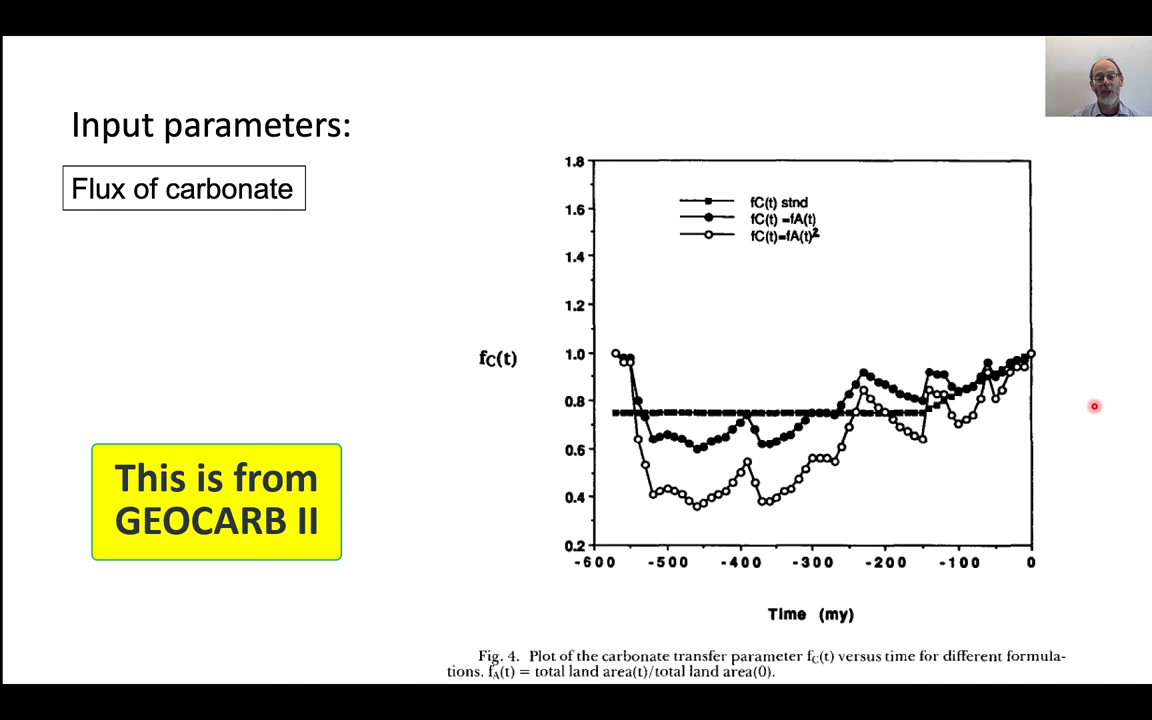 Input parameters:
Flux of carbonate
This is from
GEOCARB II
1.8
1.6
1.4
1.2
1.0
0.8
0.6
0.4
0.2
fC(t)
fC(t) stnd
fC(t) =fA(t)
fC(t)=fA(t)²
-600 -500 -400 -300 -200 -100 0
Time (my)
Fig. 4. Plot of the carbonate transfer parameter fC(t) versus time for different formula-
tions. fA(t) = total land area(t)/total land area(0).